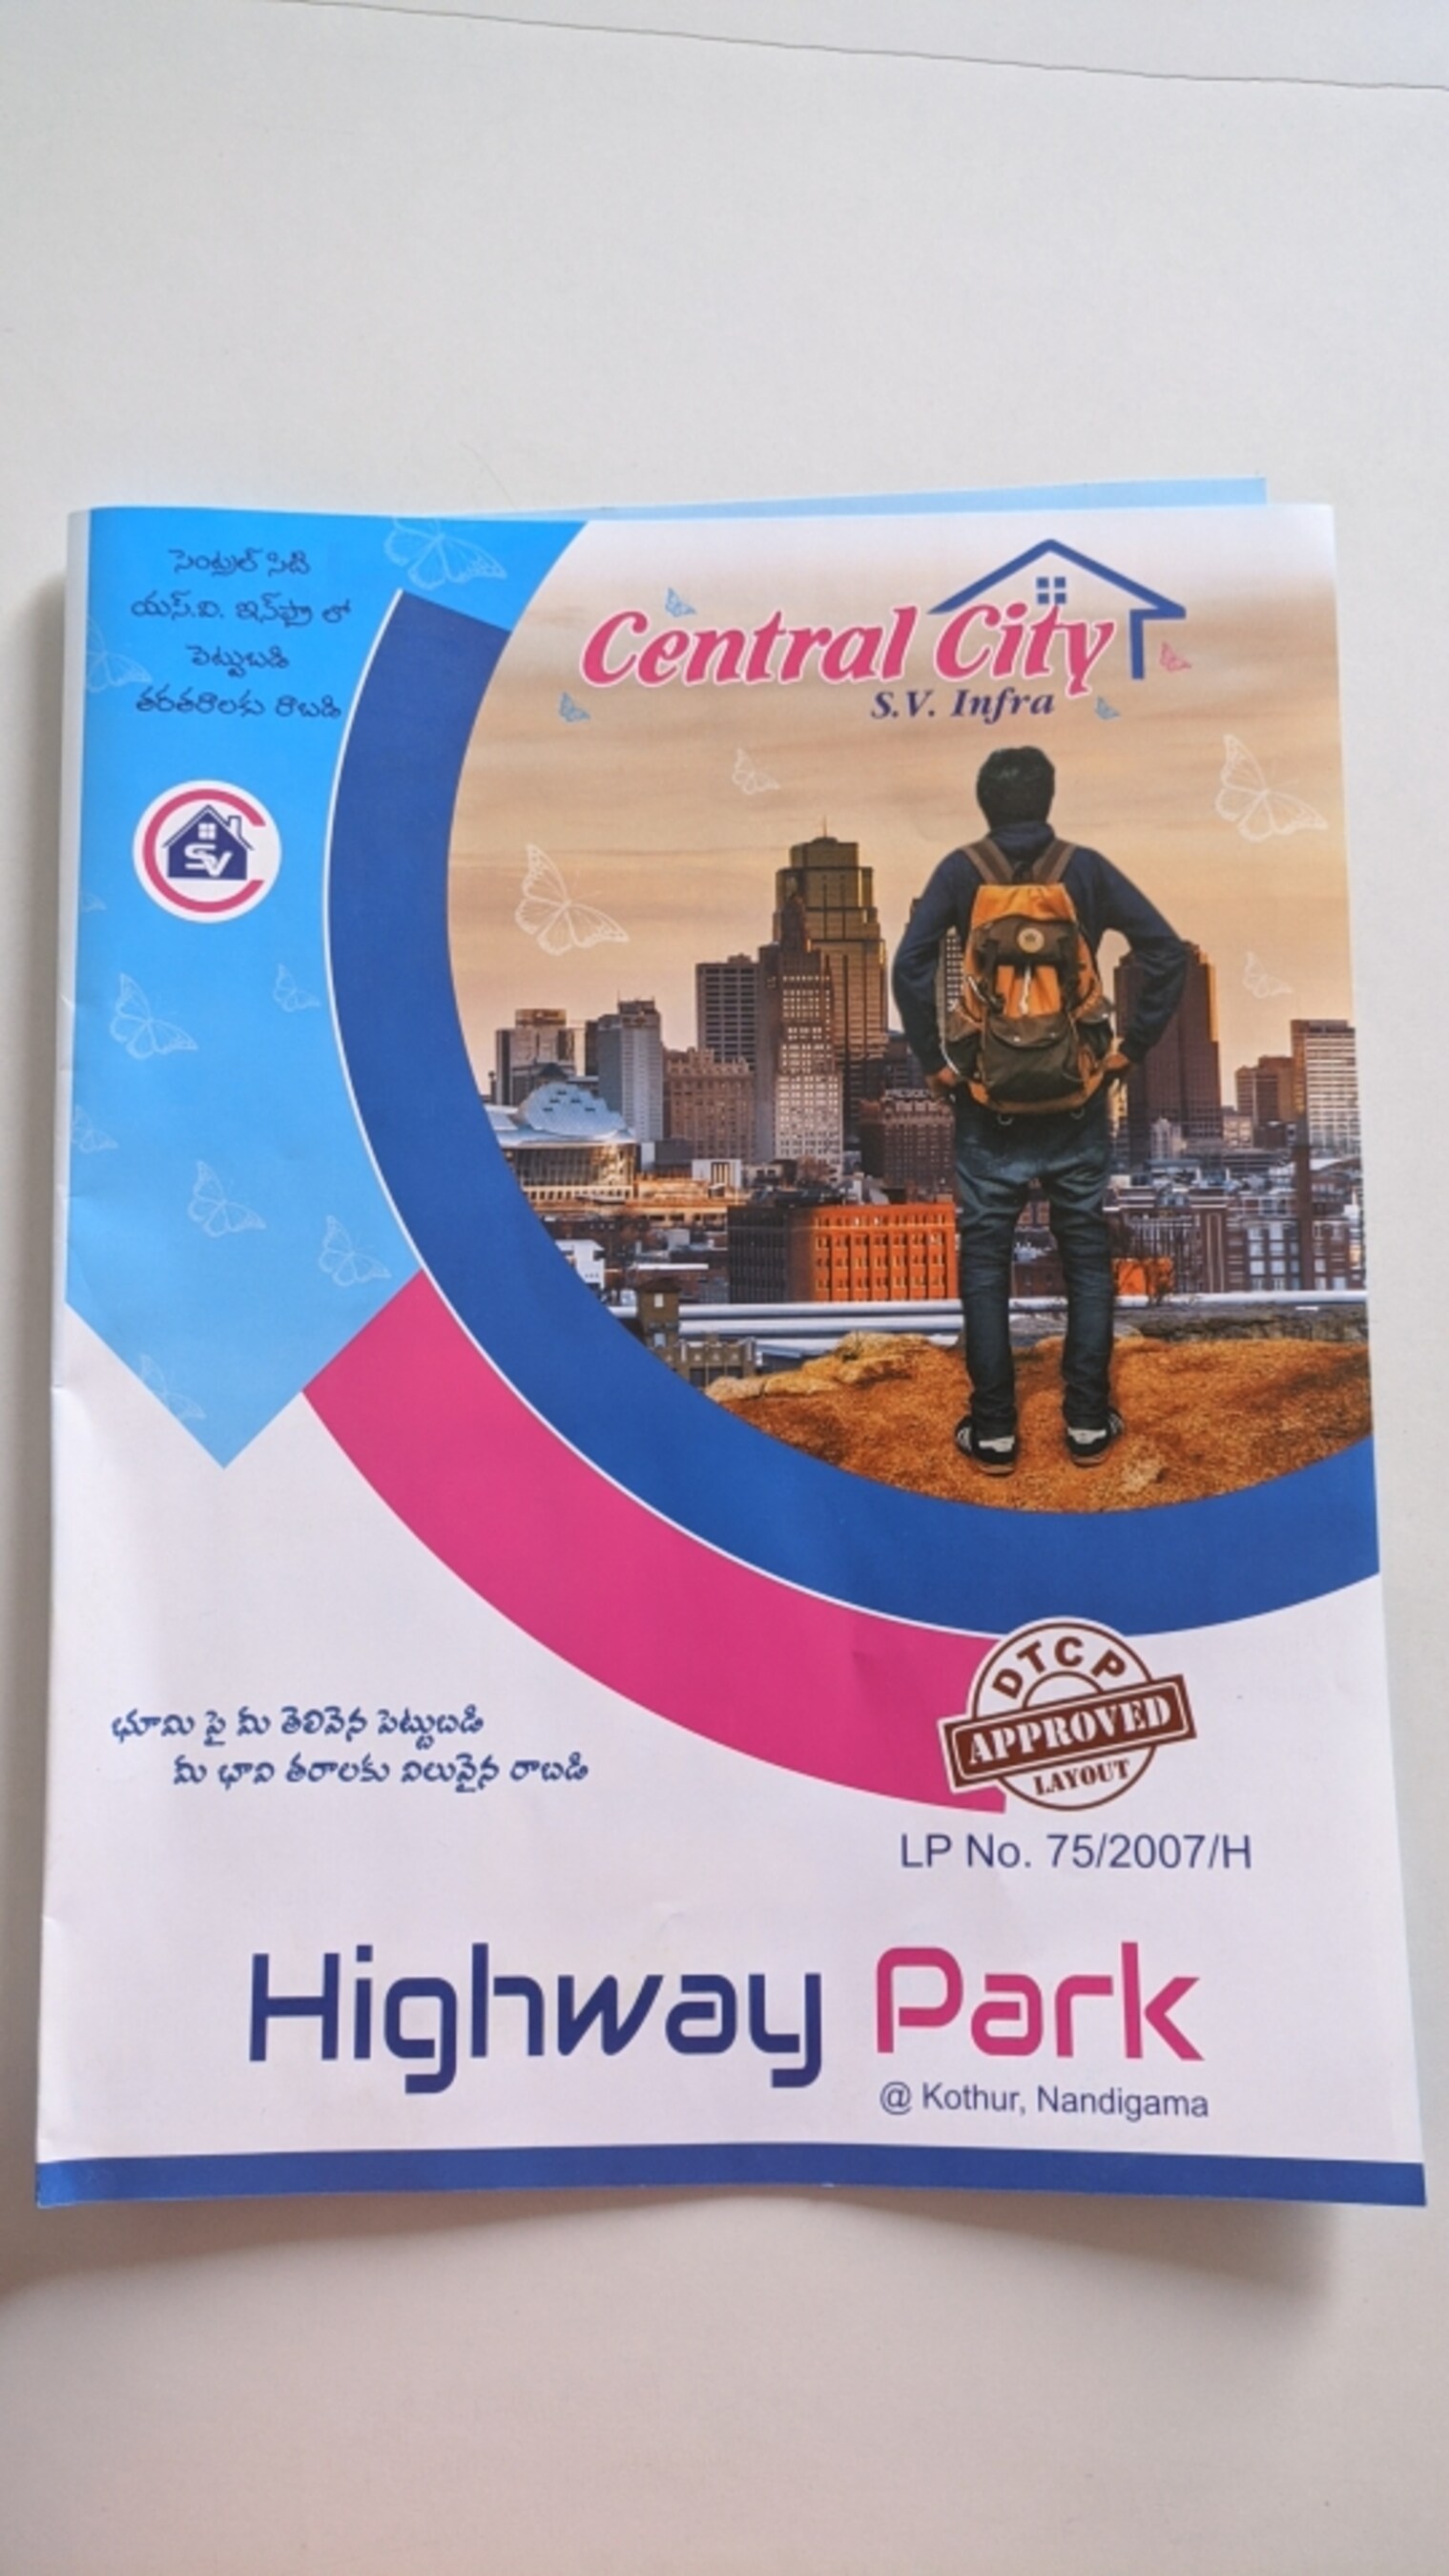 సెంట్రల్ సిటి
యస్.వి. ఇన్ఫ్రా లో
పెట్టుబడి
తరతరాలకు రాబడి
Central City
S.V. Infra
SV
భూమి పై మీ తెలివైన పెట్టుబడి
మీ భావి తరాలకు విలువైన రాబడి
DTCP
APPROVED
LAYOUT
LP No. 75/2007/H
Highway Park
@ Kothur, Nandigama